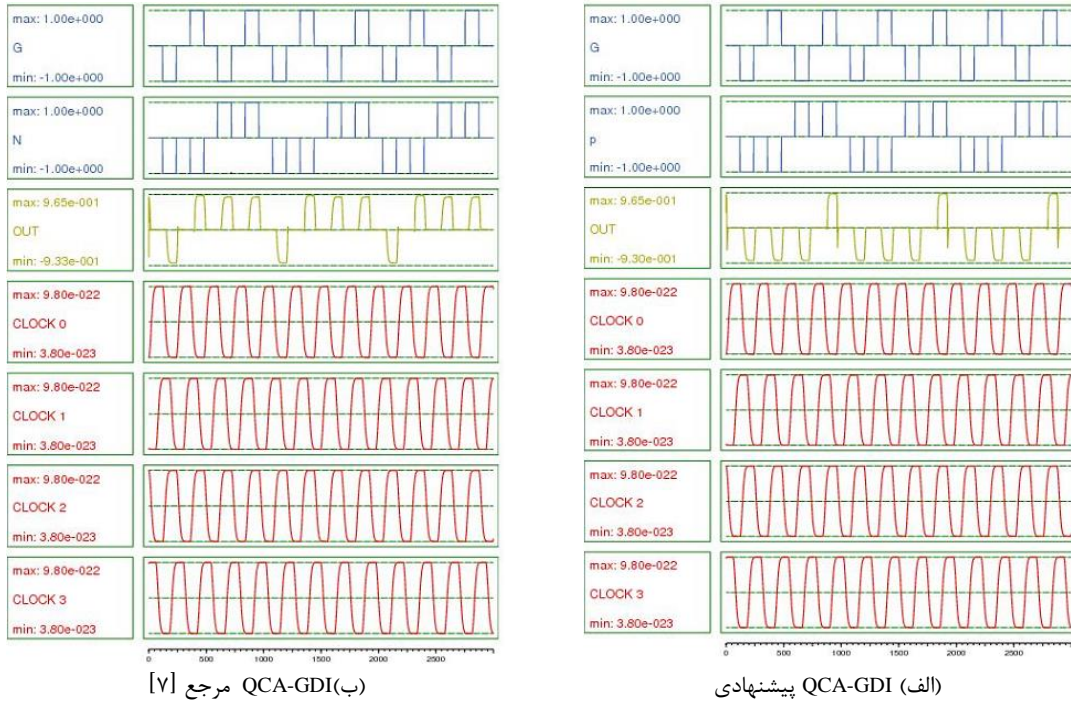 max: 1.00e+000
G
min: -1.00e+000
max: 1.00e+000
N
min: -1.00e+000
max: 9.65e-001
OUT
min: -9.33e-001
max: 9.80e-022
CLOCK 0
min: 3.80e-023
max: 9.80e-022
CLOCK 1
min: 3.80e-023
max: 9.80e-022
CLOCK 2
min: 3.80e-023
max: 9.80e-022
CLOCK 3
min: 3.80e-023
0 500 1000 1500 2000 2500
(ب)QCA-GDI مرجع [۷]
max: 1.00e+000
G
min: -1.00e+000
max: 1.00e+000
p
min: -1.00e+000
max: 9.65e-001
OUT
min: -9.30e-001
max: 9.80e-022
CLOCK 0
min: 3.80e-023
max: 9.80e-022
CLOCK 1
min: 3.80e-023
max: 9.80e-022
CLOCK 2
min: 3.80e-023
max: 9.80e-022
CLOCK 3
min: 3.80e-023
0 500 1000 1500 2000 2500
(الف) QCA-GDI پیشنهادی